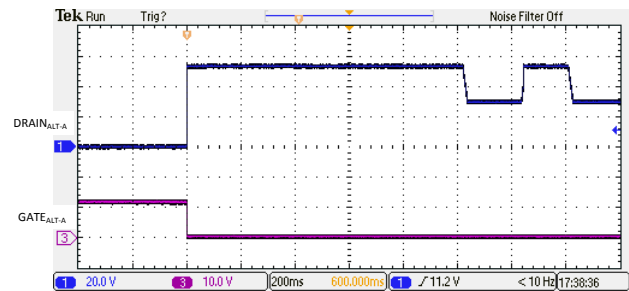 Tek Run Trig? Noise Filter Off
T
DRAINALT-A
1
GATEALT-A
3
1 20.0 V 3 10.0 V 200ms 600.000ms 1 11.2 V < 10 Hz 17:38:36